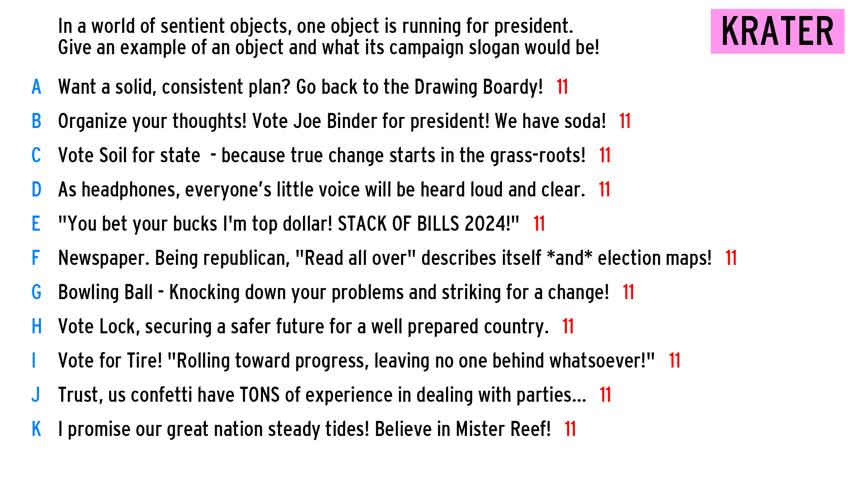 In a world of sentient objects, one object is running for president.
Give an example of an object and what its campaign slogan would be!
KRATER
A Want a solid, consistent plan? Go back to the Drawing Boardy! 11
B Organize your thoughts! Vote Joe Binder for president! We have soda! 11
C Vote Soil for state - because true change starts in the grass-roots! 11
D As headphones, everyone's little voice will be heard loud and clear. 11
E "You bet your bucks I'm top dollar! STACK OF BILLS 2024!" 11
F Newspaper. Being republican, "Read all over" describes itself *and* election maps! 11
G Bowling Ball - Knocking down your problems and striking for a change! 11
H Vote Lock, securing a safer future for a well prepared country. 11
I Vote for Tire! "Rolling toward progress, leaving no one behind whatsoever!" 11
J Trust, us confetti have TONS of experience in dealing with parties... 11
K I promise our great nation steady tides! Believe in Mister Reef! 11